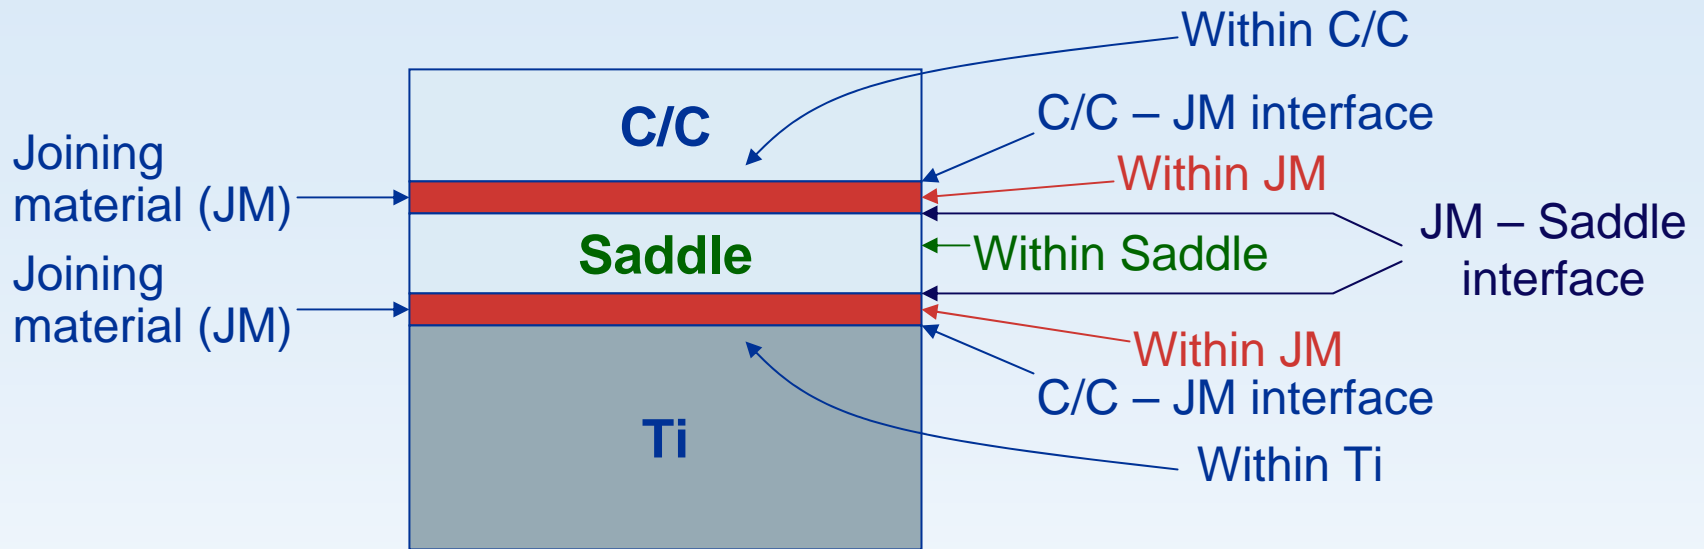 Within C/C
C/C
C/C – JM interface
Joining
material (JM)
Within JM
JM – Saddle
interface
Saddle
Within Saddle
Joining
material (JM)
Within JM
C/C – JM interface
Ti
Within Ti